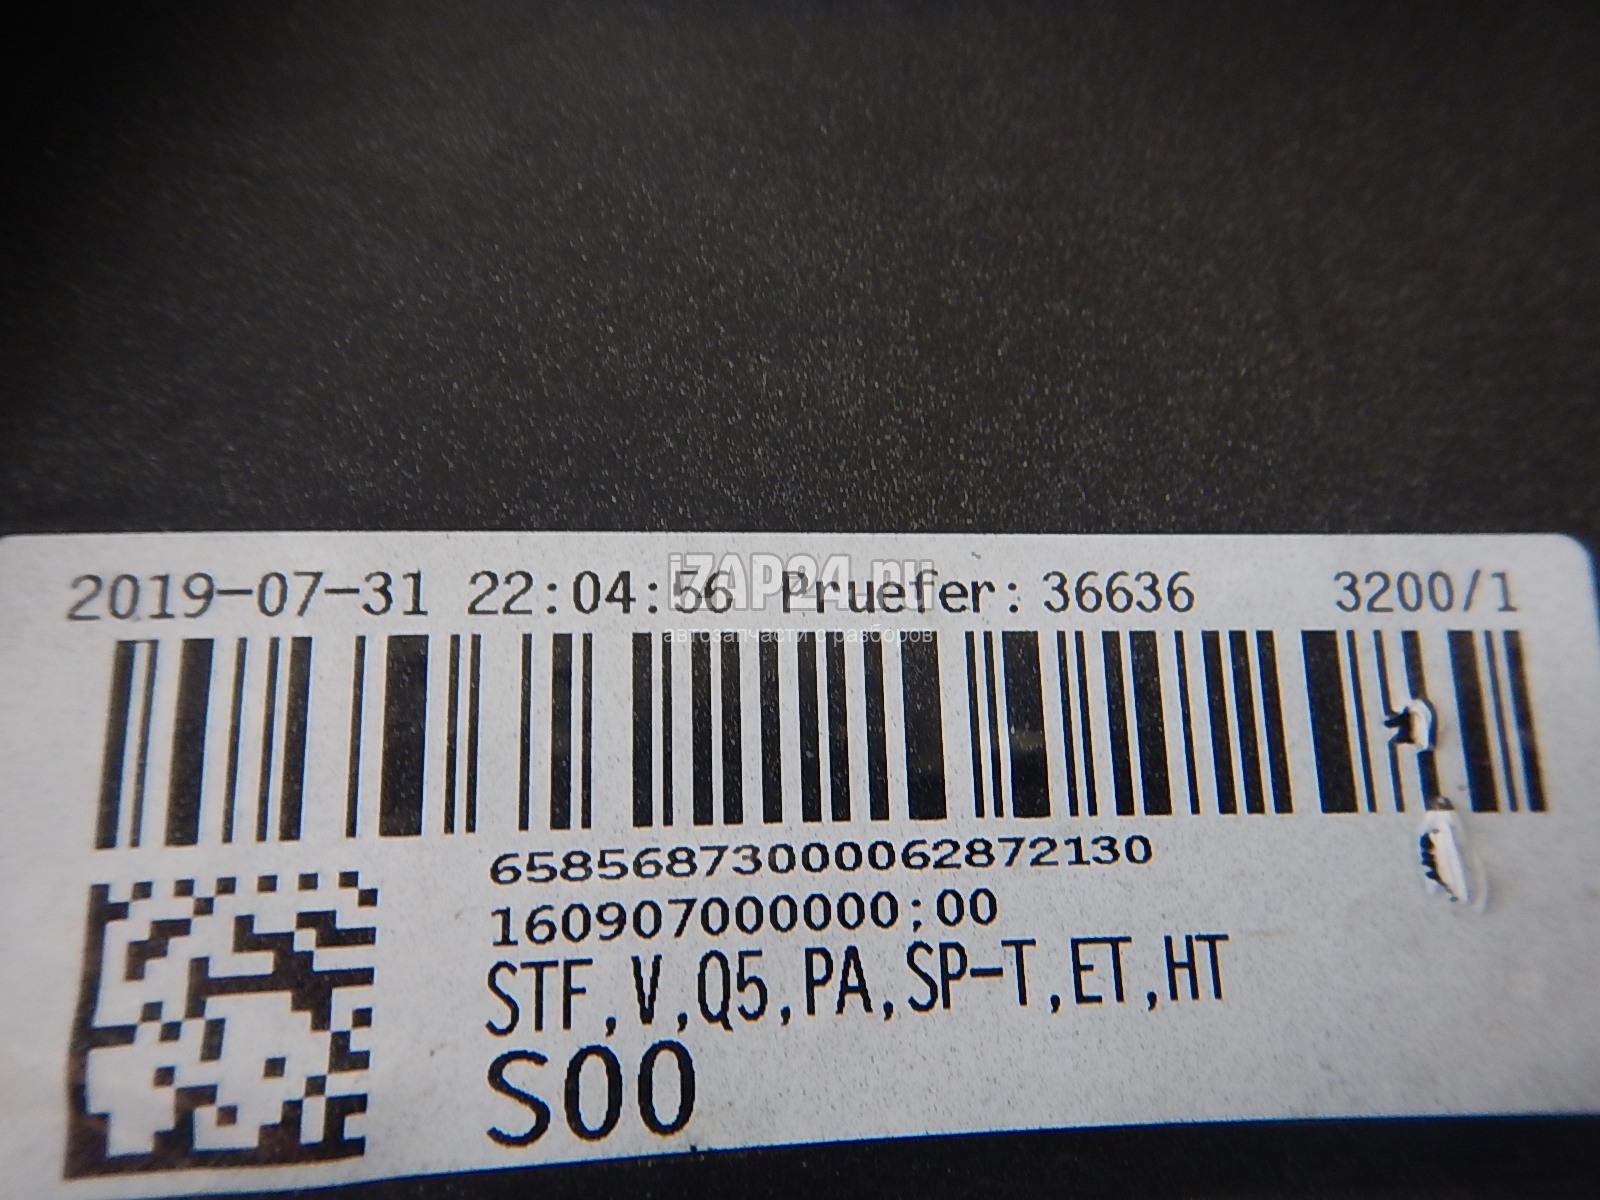 2019-07-31 22:04:56 Pruefer: 36636 3200/1
iZAP24.ru
автозапчасти с разборов
65856873000062872130
160907000000;00
STF,V,Q5,PA,SP-T,ET,HT
S00